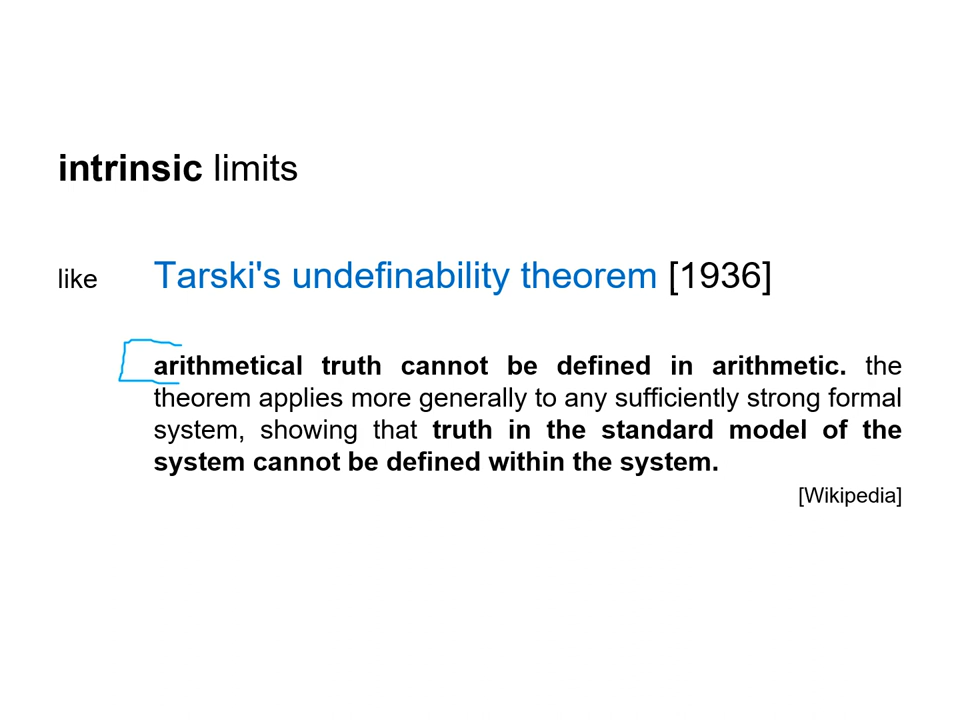 intrinsic limits
like Tarski's undefinability theorem [1936]
arithmetical truth cannot be defined in arithmetic. the
theorem applies more generally to any sufficiently strong formal
system, showing that truth in the standard model of the
system cannot be defined within the system.
[Wikipedia]